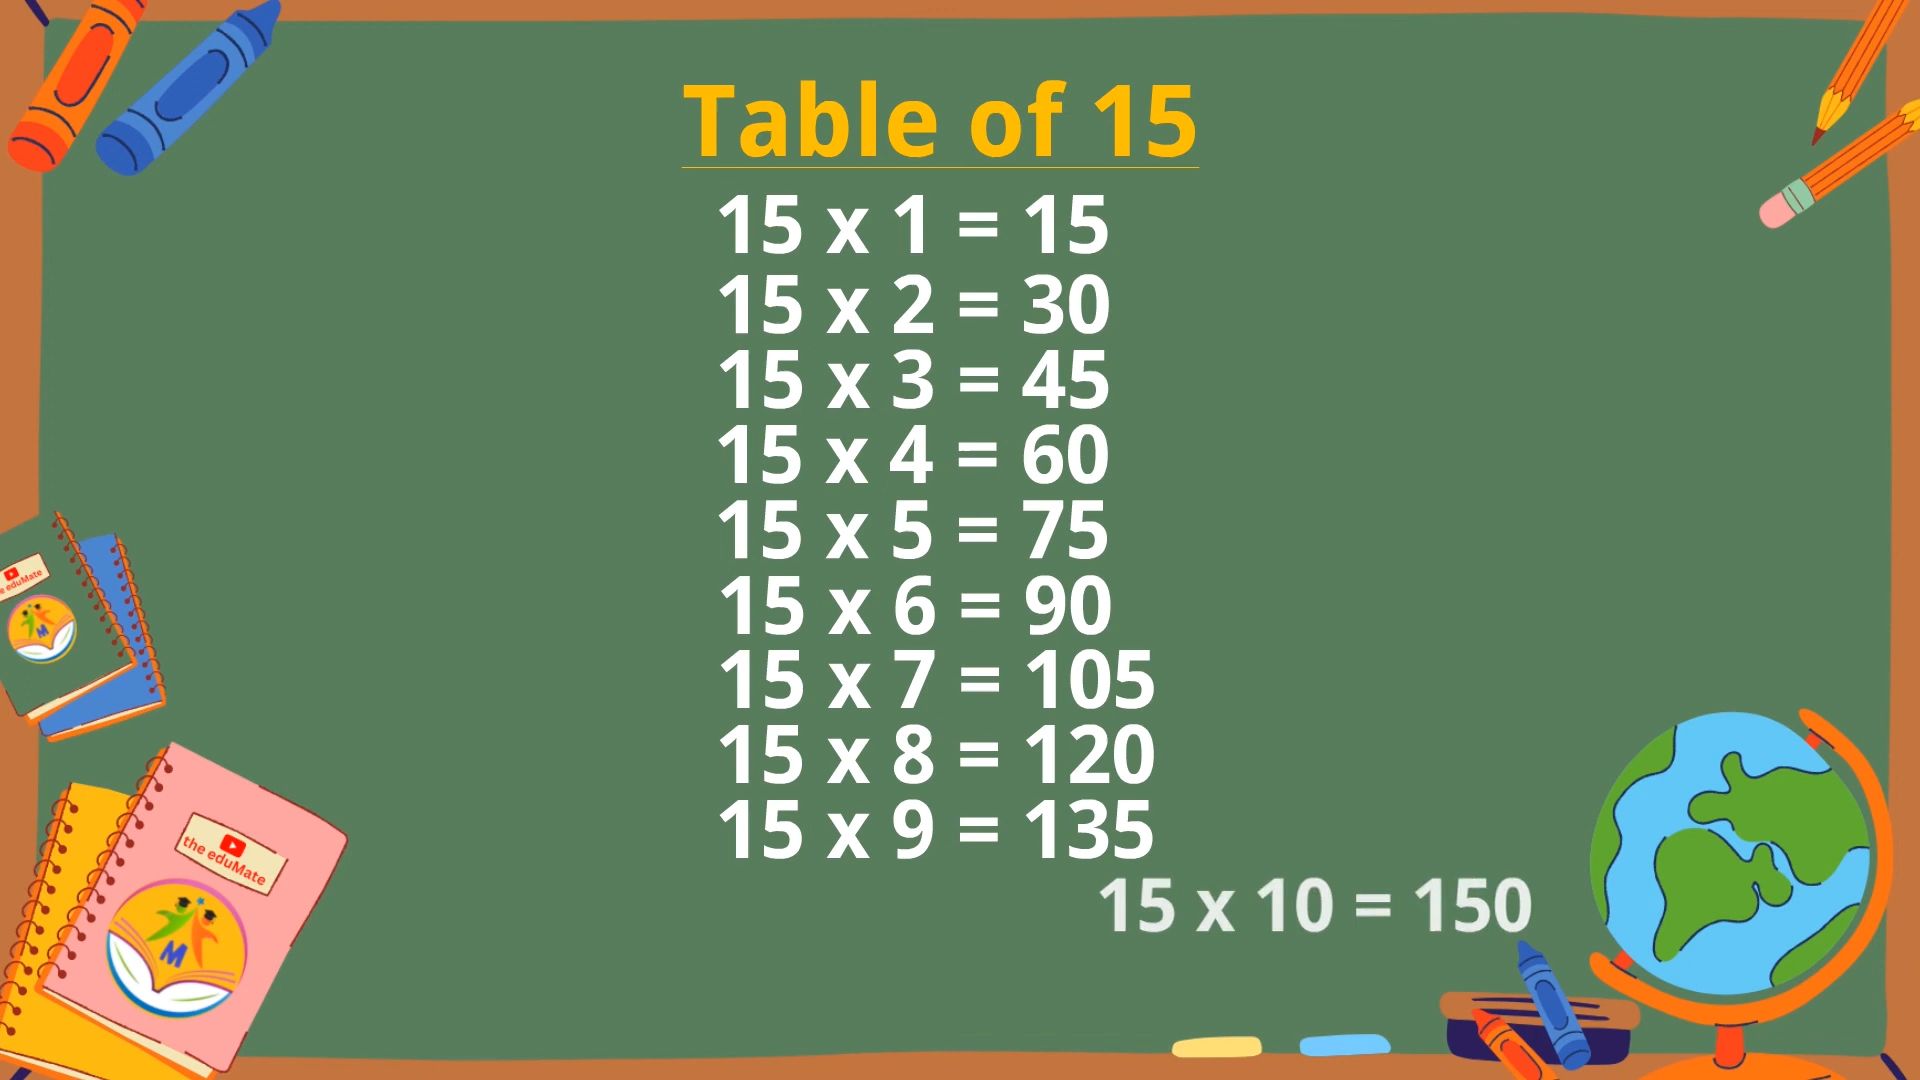 Table of 15
15 x 1 = 15
15 x 2 = 30
15 x 3 = 45
15 x 4 = 60
15 x 5 = 75
15 x 6 = 90
15 x 7 = 105
15 x 8 = 120
15 x 9 = 135
15 x 10 = 150
eduMate
M
the eduMate
M